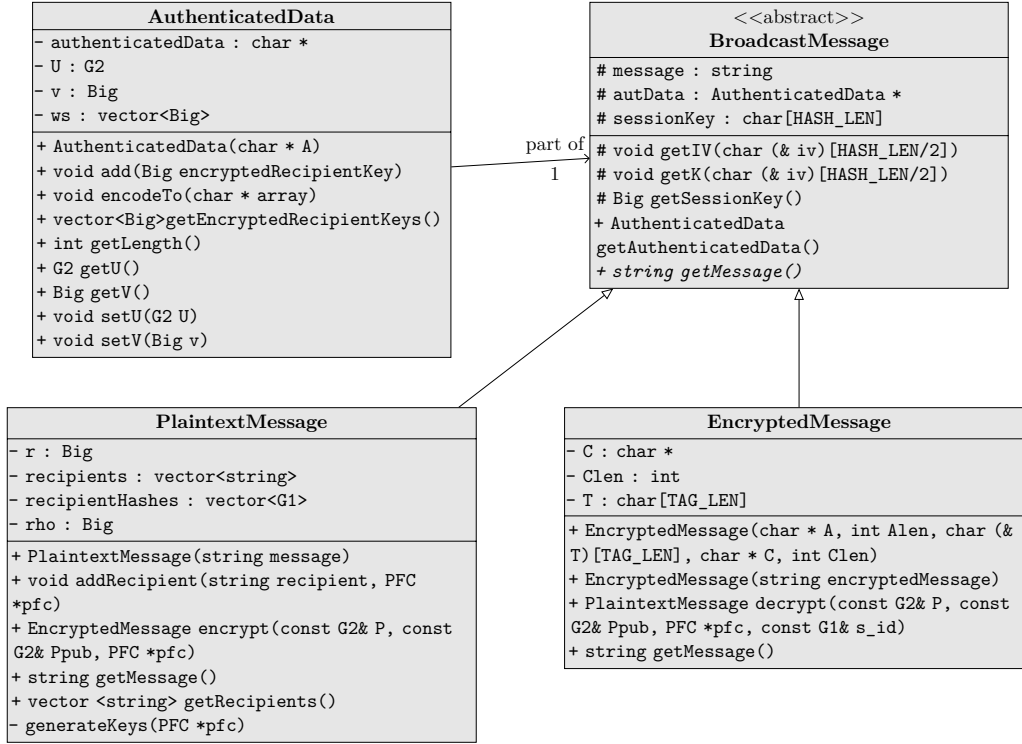 AuthenticatedData
- authenticatedData : char *
- U : G2
- v : Big
- ws : vector<Big>
+ AuthenticatedData(char * A)
+ void add(Big encryptedRecipientKey)
+ void encodeTo(char * array)
+ vector<Big>getEncryptedRecipientKeys()
+ int getLength()
+ G2 getU()
+ Big getV()
+ void setU(G2 U)
+ void setV(Big v)
part of
1
<<abstract>>
BroadcastMessage
# message : string
# autData : AuthenticatedData *
# sessionKey : char[HASH_LEN]
# void getIV(char (& iv)[HASH_LEN/2])
# void getK(char (& iv)[HASH_LEN/2])
# Big getSessionKey()
+ AuthenticatedData
getAuthenticatedData()
+ string getMessage()
PlaintextMessage
- r : Big
- recipients : vector<string>
- recipientHashes : vector<G1>
- rho : Big
+ PlaintextMessage(string message)
+ void addRecipient(string recipient, PFC
*pfc)
+ EncryptedMessage encrypt(const G2& P, const
G2& Ppub, PFC *pfc)
+ string getMessage()
+ vector <string> getRecipients()
- generateKeys(PFC *pfc)
EncryptedMessage
- C : char *
- Clen : int
- T : char[TAG_LEN]
+ EncryptedMessage(char * A, int Alen, char (&
T)[TAG_LEN], char * C, int Clen)
+ EncryptedMessage(string encryptedMessage)
+ PlaintextMessage decrypt(const G2& P, const
G2& Ppub, PFC *pfc, const G1& s_id)
+ string getMessage()